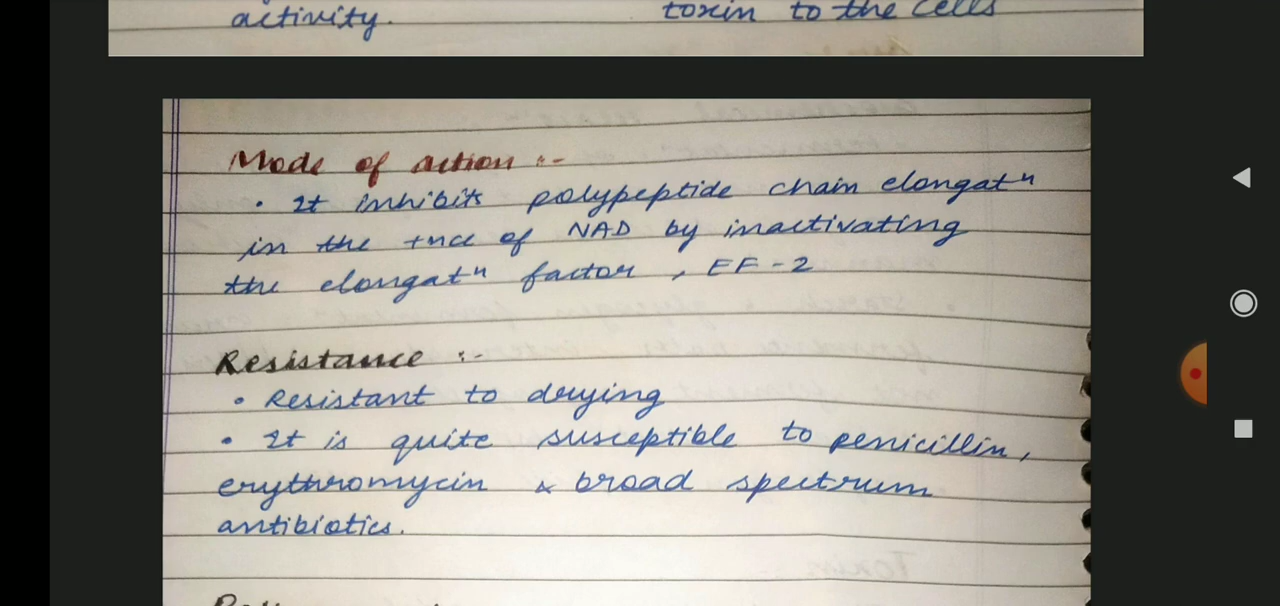 activity.
toxin to the cells
Mode of action :-
• It inhibits polypeptide chain elongatⁿ
in the +nce of NAD by inactivating
the elongatⁿ factor, EF-2
Resistance :-
• Resistant to drying
• It is quite susceptible to penicillin,
erythromycin & broad spectrum
antibiotics.